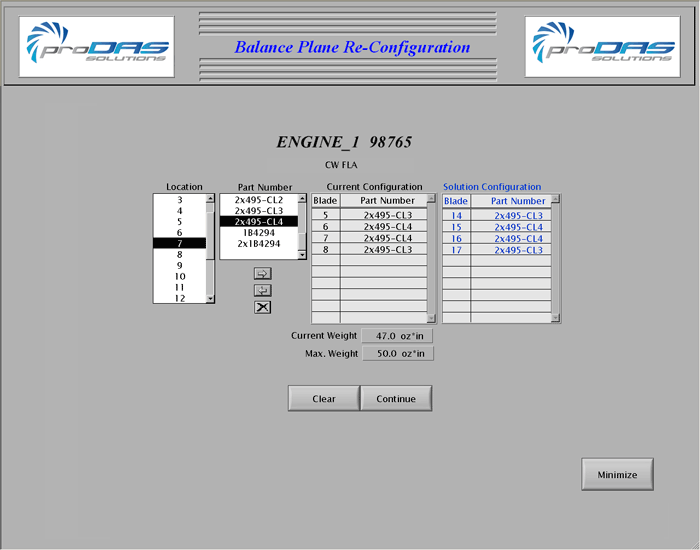 proDAS SOLUTIONS
Balance Plane Re-Configuration
proDAS SOLUTIONS
ENGINE_1 98765
CW FLA
Location
3
4
5
6
7
8
9
10
11
12
Part Number
2x495-CL2
2x495-CL3
2x495-CL4
1B4294
2x1B4294
Current Configuration
Blade Part Number
5 2x495-CL3
6 2x495-CL4
7 2x495-CL4
8 2x495-CL3
Solution Configuration
Blade Part Number
14 2x495-CL3
15 2x495-CL4
16 2x495-CL4
17 2x495-CL3
Current Weight 47.0 oz*in
Max. Weight 50.0 oz*in
Clear Continue
Minimize